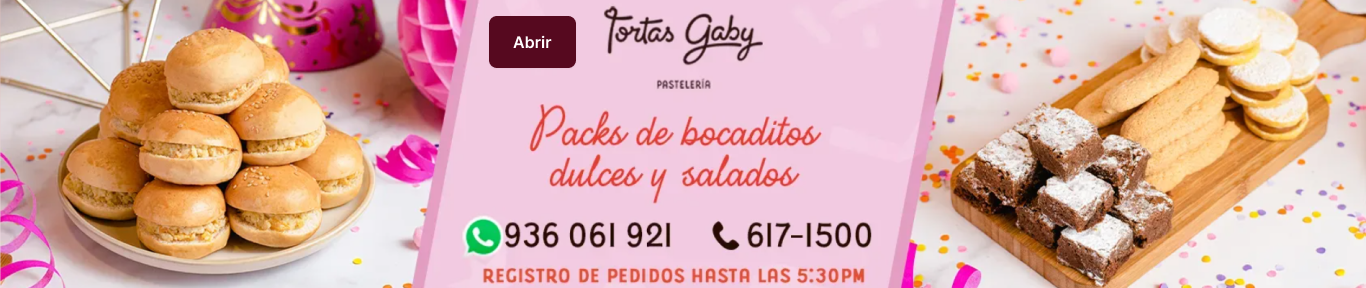 Abrir
Tortas Gaby
PASTELERÍA
Packs de bocaditos
dulces y salados
936 061 921 617-1500
REGISTRO DE PEDIDOS HASTA LAS 5:30PM